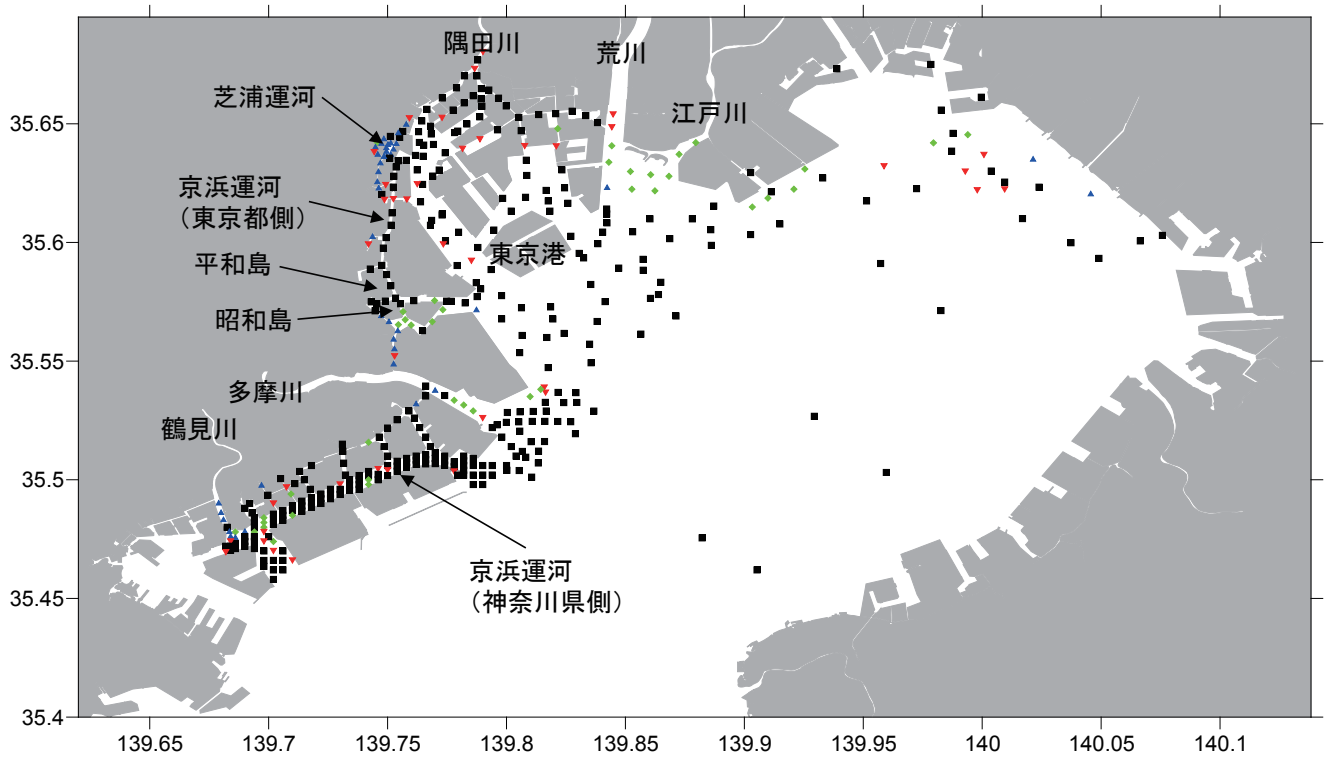 隅田川
荒川
芝浦運河
江戸川
35.65
京浜運河
（東京都側）
35.6
東京港
平和島
昭和島
35.55
多摩川
鶴見川
35.5
京浜運河
（神奈川県側）
35.45
35.4
139.65
139.7
139.75
139.8
139.85
139.9
139.95
140
140.05
140.1